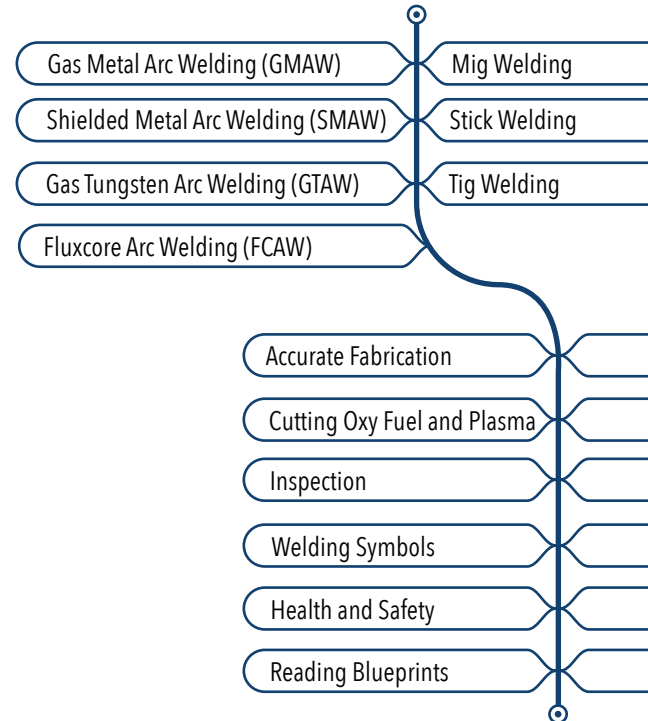 Gas Metal Arc Welding (GMAW)
Mig Welding
Shielded Metal Arc Welding (SMAW)
Stick Welding
Gas Tungsten Arc Welding (GTAW)
Tig Welding
Fluxcore Arc Welding (FCAW)
Accurate Fabrication
Cutting Oxy Fuel and Plasma
Inspection
Welding Symbols
Health and Safety
Reading Blueprints